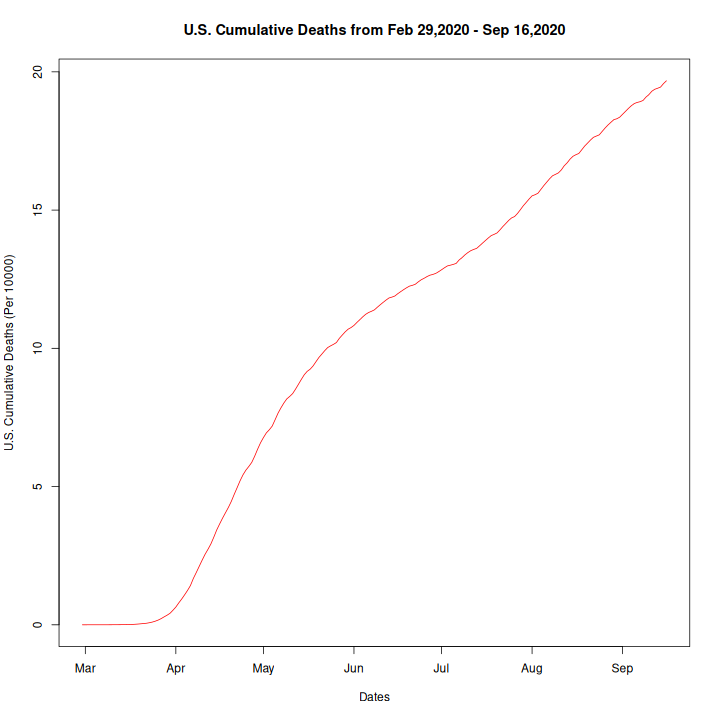 U.S. Cumulative Deaths from Feb 29,2020 - Sep 16,2020
U.S. Cumulative Deaths (Per 10000)
20
15
10
5
0
Mar Apr May Jun Jul Aug Sep
Dates